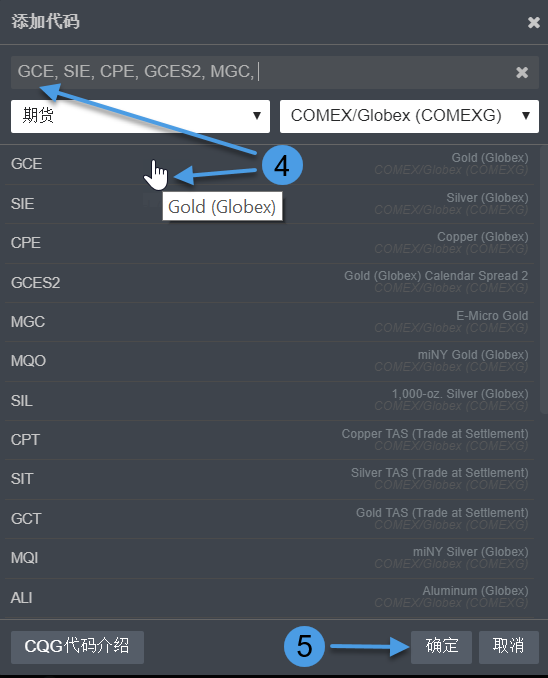 添加代码 ✖
GCE, SIE, CPE, GCES2, MGC, ✖
期货 ▼ COMEX/Globex (COMEXG) ▼
4
GCE Gold (Globex)
COMEX/Globex (COMEXG)
Gold (Globex)
SIE Silver (Globex)
COMEX/Globex (COMEXG)
CPE Copper (Globex)
COMEX/Globex (COMEXG)
GCES2 Gold (Globex) Calendar Spread 2
COMEX/Globex (COMEXG)
MGC E-Micro Gold
COMEX/Globex (COMEXG)
MQO miNY Gold (Globex)
COMEX/Globex (COMEXG)
SIL 1,000-oz. Silver (Globex)
COMEX/Globex (COMEXG)
CPT Copper TAS (Trade at Settlement)
COMEX/Globex (COMEXG)
SIT Silver TAS (Trade at Settlement)
COMEX/Globex (COMEXG)
GCT Gold TAS (Trade at Settlement)
COMEX/Globex (COMEXG)
MQI miNY Silver (Globex)
COMEX/Globex (COMEXG)
ALI Aluminum (Globex)
COMEX/Globex (COMEXG)
CQG代码介绍 5 确定 取消